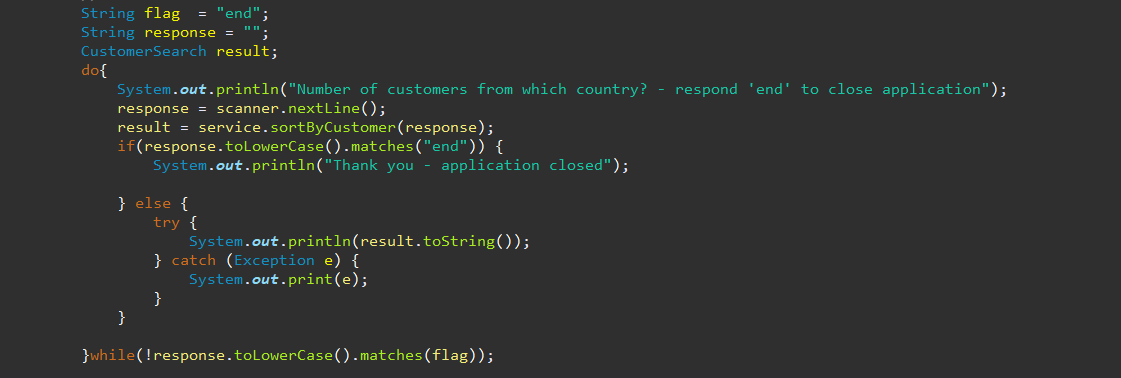 String flag  = "end";
String response = "";
CustomerSearch result;
do{
    System.out.println("Number of customers from which country? - respond 'end' to close application");
    response = scanner.nextLine();
    result = service.sortByCustomer(response);
    if(response.toLowerCase().matches("end")) {
        System.out.println("Thank you - application closed");

    } else {
        try {
            System.out.println(result.toString());
        } catch (Exception e) {
            System.out.print(e);
        }
    }

}while(!response.toLowerCase().matches(flag));